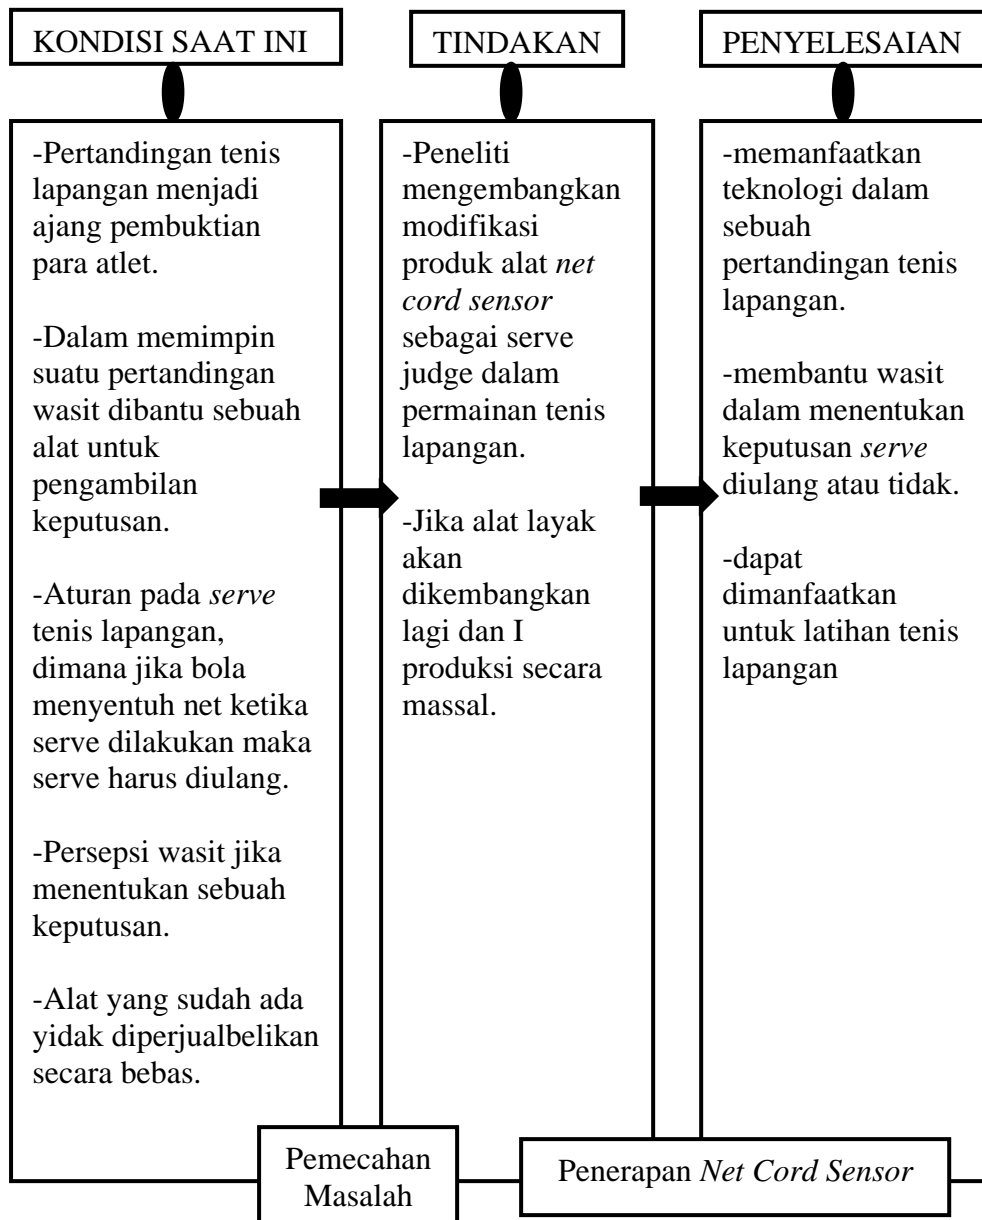 KONDISI SAAT INI
TINDAKAN
PENYELESAIAN
-Pertandingan tenis
lapangan menjadi
ajang pembuktian
para atlet.
-Dalam memimpin
suatu pertandingan
wasit dibantu sebuah
alat untuk
pengambilan
keputusan.
-Aturan pada serve
tenis lapangan,
dimana jika bola
menyentuh net ketika
serve dilakukan maka
serve harus diulang.
-Persepsi wasit jika
menentukan sebuah
keputusan.
-Alat yang sudah ada
yidak diperjualbelikan
secara bebas.
-Peneliti
mengembangkan
modifikasi
produk alat net
cord sensor
sebagai serve
judge dalam
permainan tenis
lapangan.
-Jika alat layak
akan
dikembangkan
lagi dan I
produksi secara
massal.
-memanfaatkan
teknologi dalam
sebuah
pertandingan tenis
lapangan.
-membantu wasit
dalam menentukan
keputusan serve
diulang atau tidak.
-dapat
dimanfaatkan
untuk latihan tenis
lapangan
Pemecahan
Masalah
Penerapan Net Cord Sensor